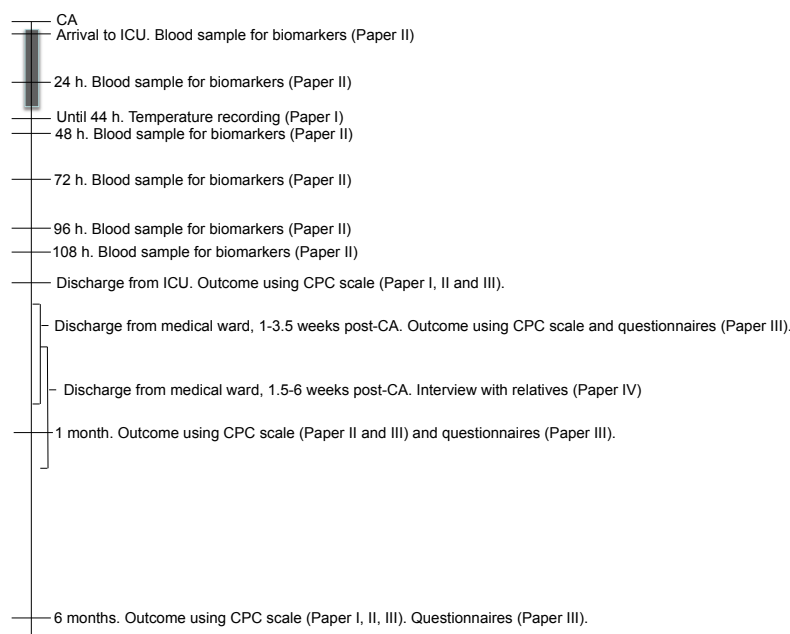 CA
Arrival to ICU. Blood sample for biomarkers (Paper II)
24 h. Blood sample for biomarkers (Paper II)
Until 44 h. Temperature recording (Paper I)
48 h. Blood sample for biomarkers (Paper II)
72 h. Blood sample for biomarkers (Paper II)
96 h. Blood sample for biomarkers (Paper II)
108 h. Blood sample for biomarkers (Paper II)
Discharge from ICU. Outcome using CPC scale (Paper I, II and III).
Discharge from medical ward, 1-3.5 weeks post-CA. Outcome using CPC scale and questionnaires (Paper III).
Discharge from medical ward, 1.5-6 weeks post-CA. Interview with relatives (Paper IV)
1 month. Outcome using CPC scale (Paper II and III) and questionnaires (Paper III).
6 months. Outcome using CPC scale (Paper I, II, III). Questionnaires (Paper III).